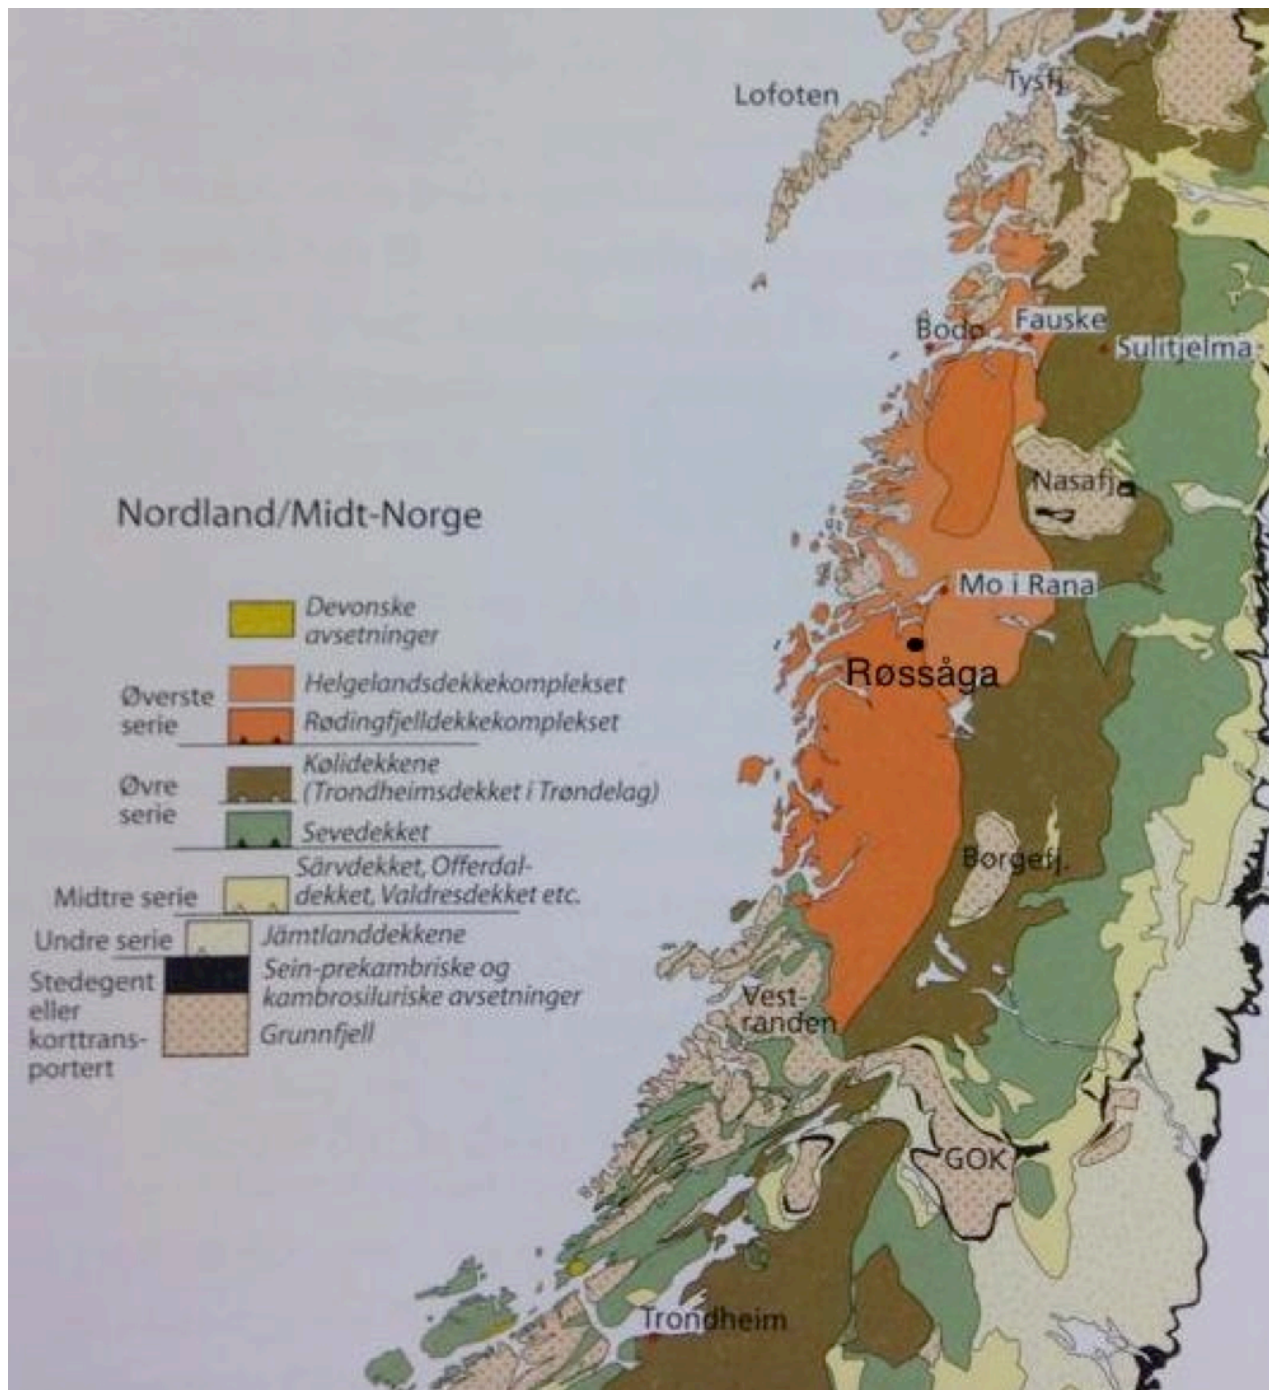 Lofoten
Tysfj.
Bodø
Fauske
Sulitjelma
Nasafj.
Nordland/Midt-Norge
Mo i Rana
Devonske
avsetninger
Røssåga
Øverste
serie
Helgelandsdekkekomplekset
Rødingfjelldekkekomplekset
Øvre
serie
Kølidekkene
(Trondheimsdekket i Trøndelag)
Sevedekket
Børgefj.
Midtre serie
Särvdekket, Offerdal-
dekket, Valdresdekket etc.
Undre serie
Jämtlanddekkene
Stedegent
eller
korttrans-
portert
Sein-prekambriske og
kambrosiluriske avsetninger
Grunnfjell
Vest-
randen
GOK
Trondheim